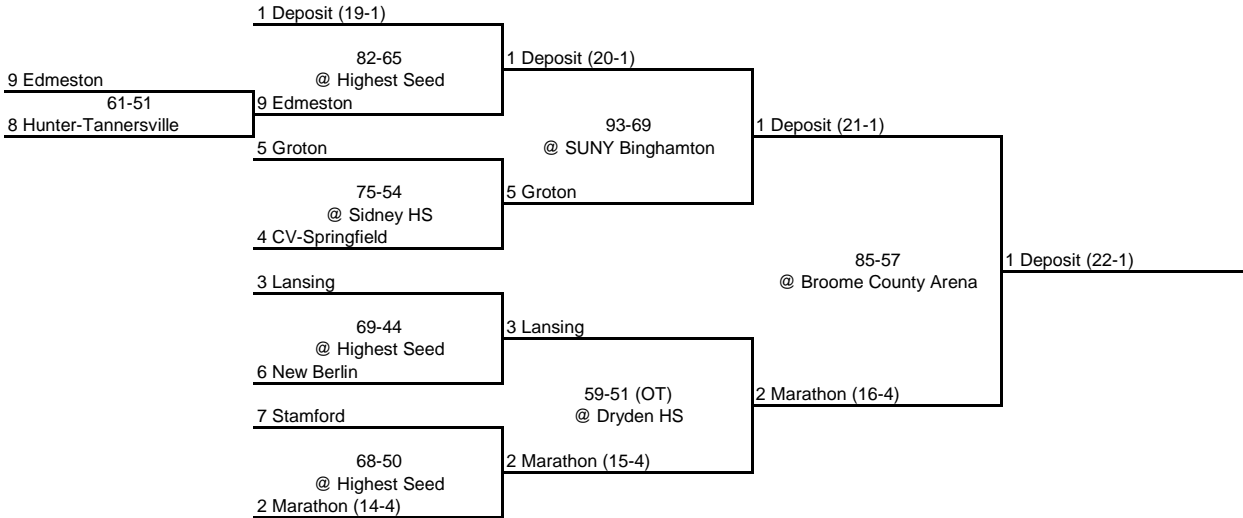 1 Deposit (19-1)
82-65
@ Highest Seed
1 Deposit (20-1)
9 Edmeston
61-51
8 Hunter-Tannersville
9 Edmeston
93-69
@ SUNY Binghamton
1 Deposit (21-1)
5 Groton
75-54
@ Sidney HS
5 Groton
4 CV-Springfield
85-57
@ Broome County Arena
1 Deposit (22-1)
3 Lansing
69-44
@ Highest Seed
3 Lansing
6 New Berlin
59-51 (OT)
@ Dryden HS
2 Marathon (16-4)
7 Stamford
68-50
@ Highest Seed
2 Marathon (15-4)
2 Marathon (14-4)